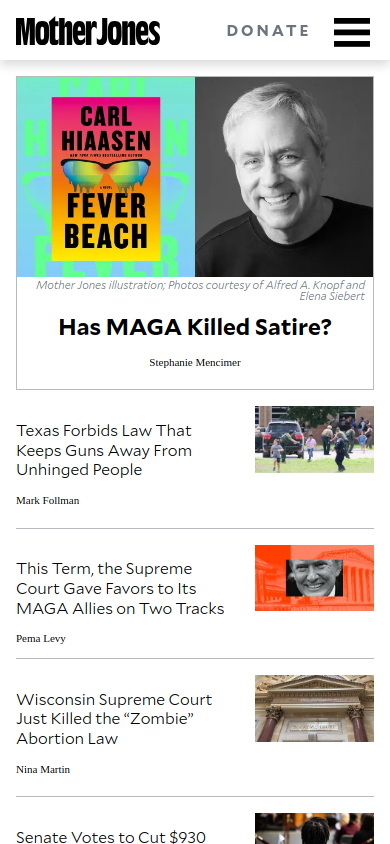 Mother Jones
DONATE
CARL
HIAASEN
NEW YORK TIMES BESTSELLING AUTHOR
A NOVEL
FEVER
BEACH
Mother Jones illustration; Photos courtesy of Alfred A. Knopf and
Elena Siebert
Has MAGA Killed Satire?
Stephanie Mencimer
Texas Forbids Law That
Keeps Guns Away From
Unhinged People
Mark Follman
This Term, the Supreme
Court Gave Favors to Its
MAGA Allies on Two Tracks
Pema Levy
Wisconsin Supreme Court
Just Killed the “Zombie”
Abortion Law
Nina Martin
Senate Votes to Cut $930